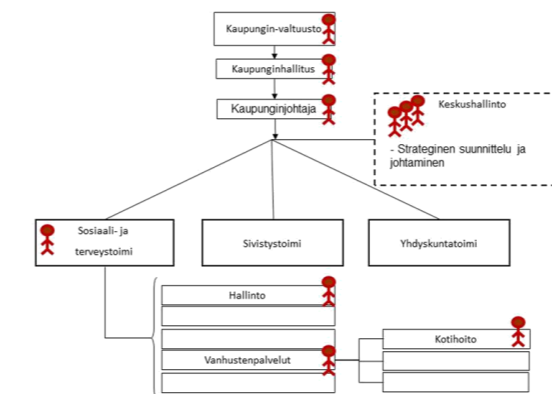 Kaupungin-valtuusto
Kaupunginhallitus
Kaupunginjohtaja
Keskushallinto
- Strateginen suunnittelu ja
johtaminen
Sosiaali- ja
terveystoimi
Sivistystoimi
Yhdyskuntatoimi
Hallinto
Vanhustenpalvelut
Kotihoito